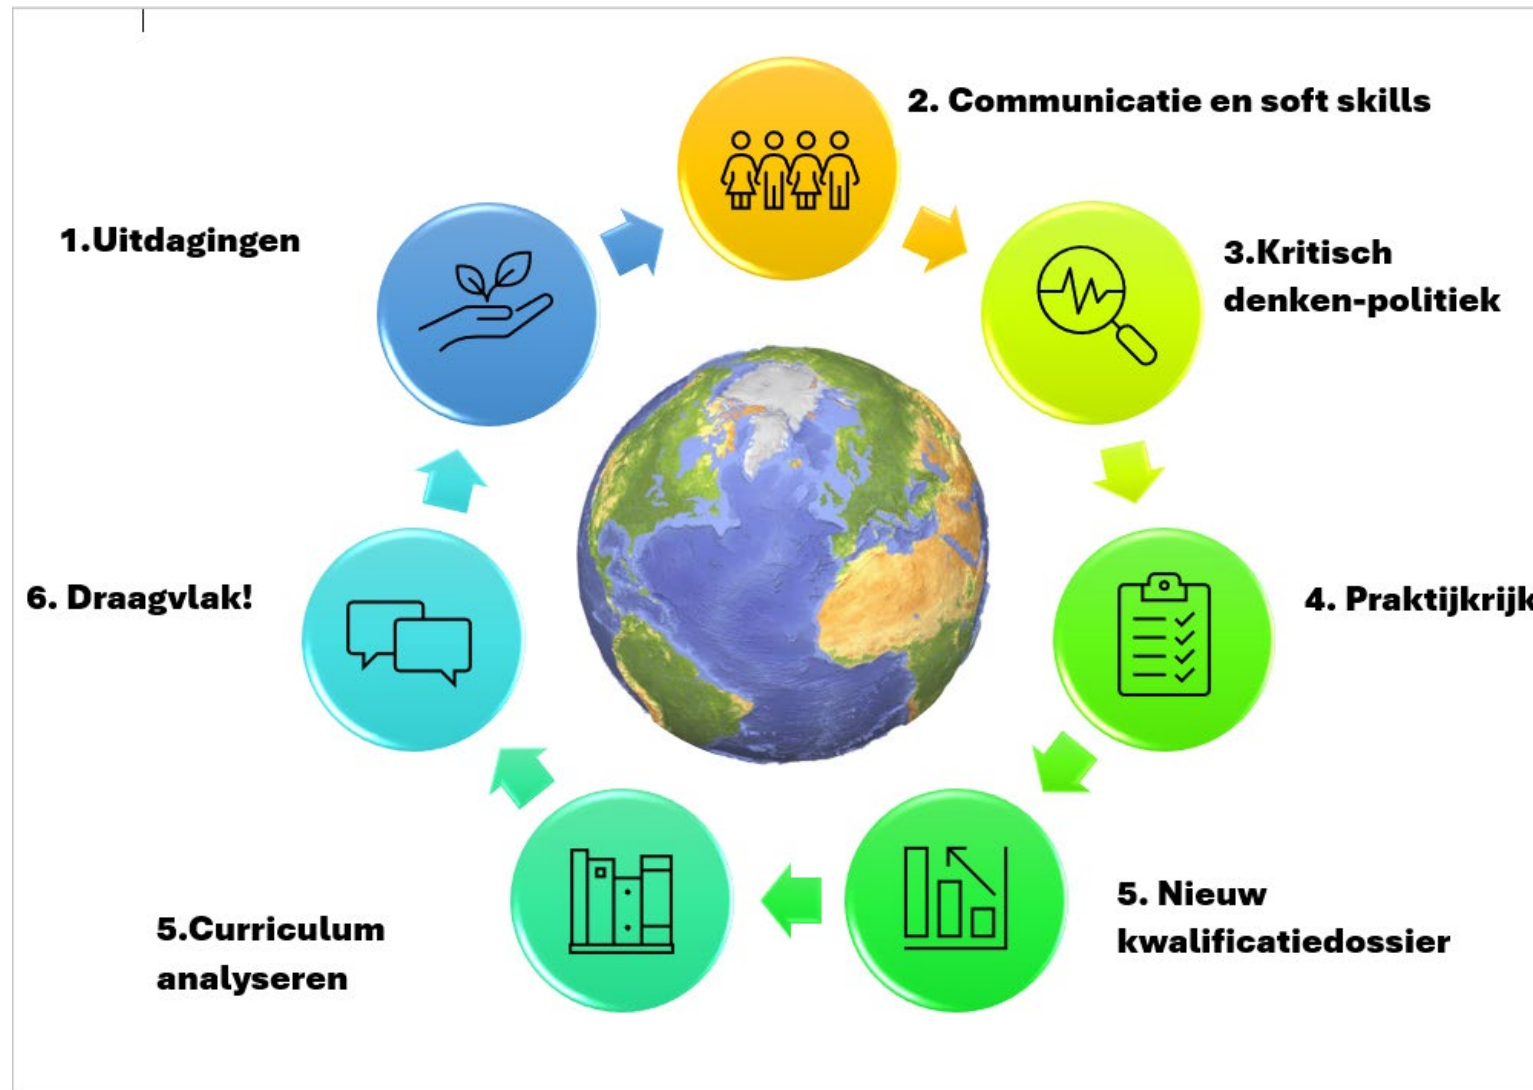 1.Uitdagingen
2. Communicatie en soft skills
3.Kritisch
denken-politiek
4. Praktijkrijk
5. Nieuw
kwalificatiedossier
5.Curriculum
analyseren
6. Draagvlak!